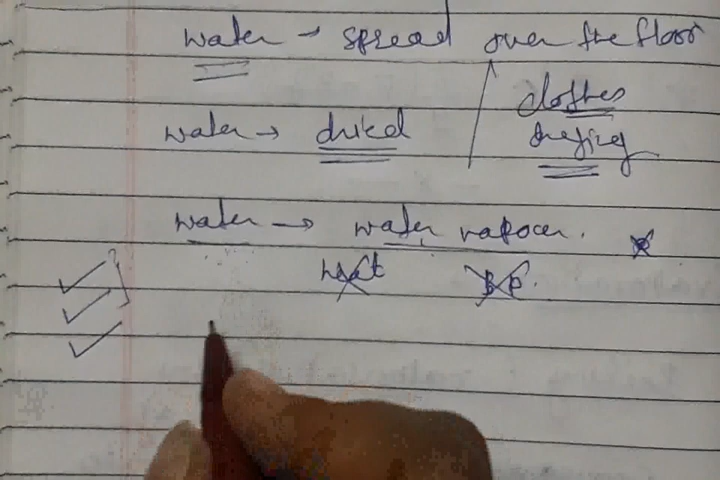 water → spread over the floor
water → dried
clothes
drying
water → water vapour.
heat
B.P.